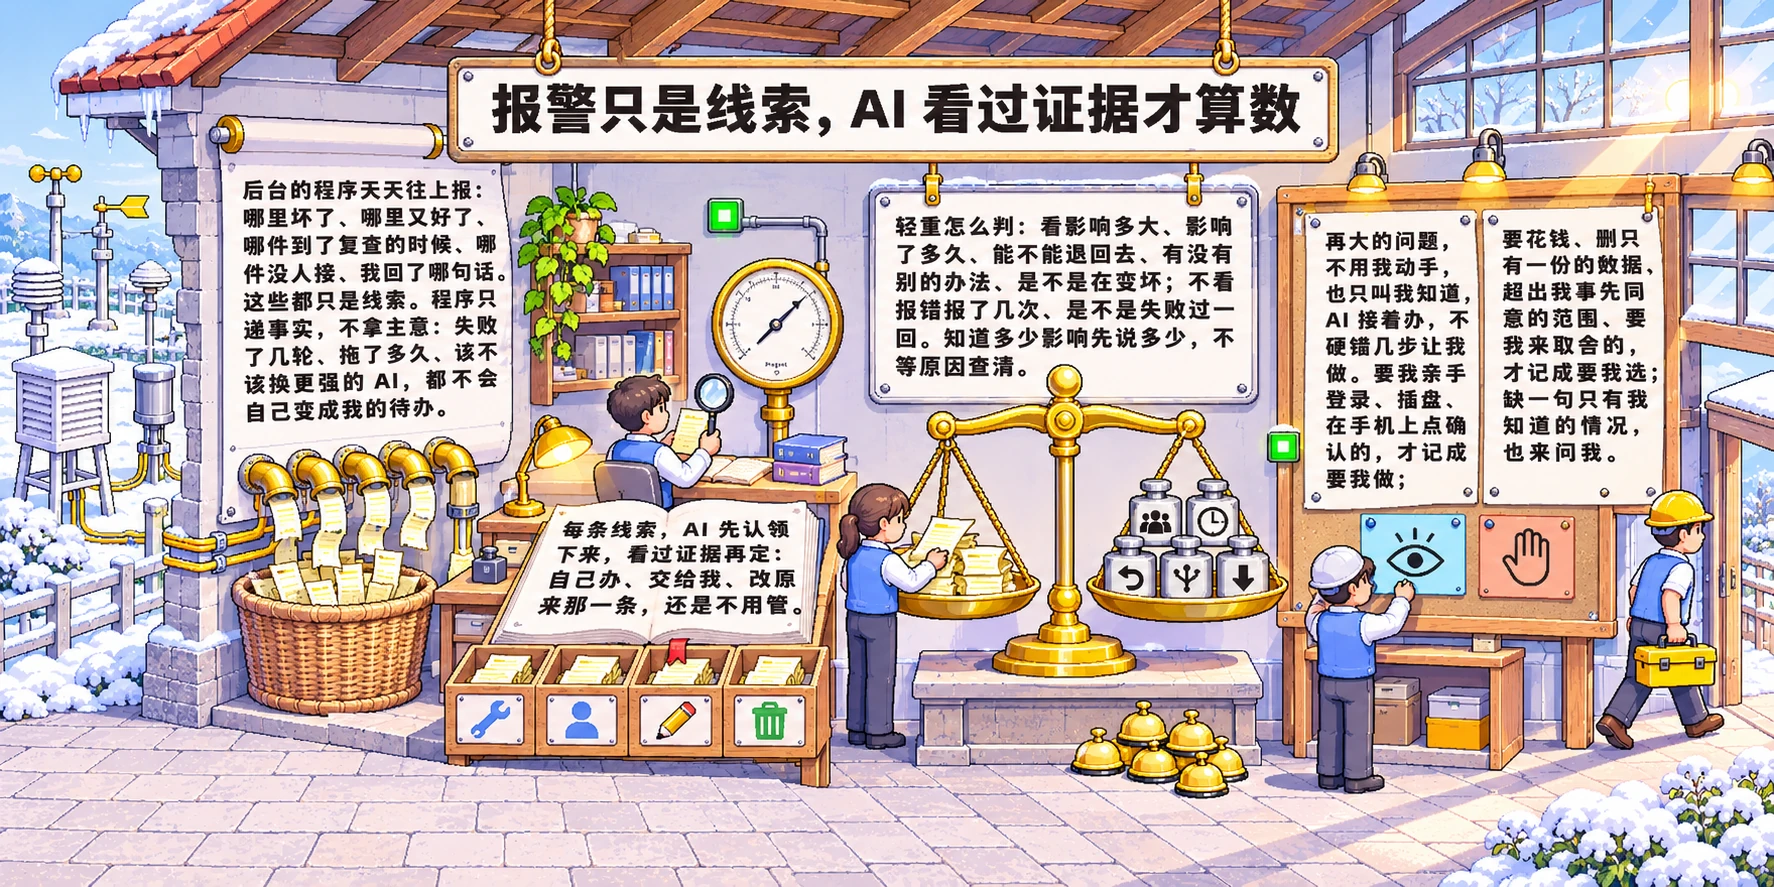 报警只是线索，AI 看过证据才算数
后台的程序天天往上报：
哪里坏了、哪里又好了、
哪件到了复查的时候、哪
件没人接、我回了哪句话。
这些都只是线索。程序只
递事实，不拿主意：失败
了几轮、拖了多久、该不
该换更强的 AI，都不会
自己变成我的待办。
每条线索，AI 先认领
下来，看过证据再定：
自己办、交给我、改原
来那一条，还是不用管。
轻重怎么判：看影响多大、影响
了多久、能不能退回去、有没有
别的办法、是不是在变坏；不看
报错报了几次、是不是失败过一
回。知道多少影响先说多少，不
等原因查清。
再大的问题，
不用我动手，
也只叫我知道，
AI 接着办，不
硬错几步让我
做。要我亲手
登录、插盘、
在手机上点确
认的，才记成
要我做；
要花钱、删只
有一份的数据、
超出我事先同
意的范围、要
我来取舍的，
才记成要我选；
缺一句只有我
知道的情况，
也来问我。